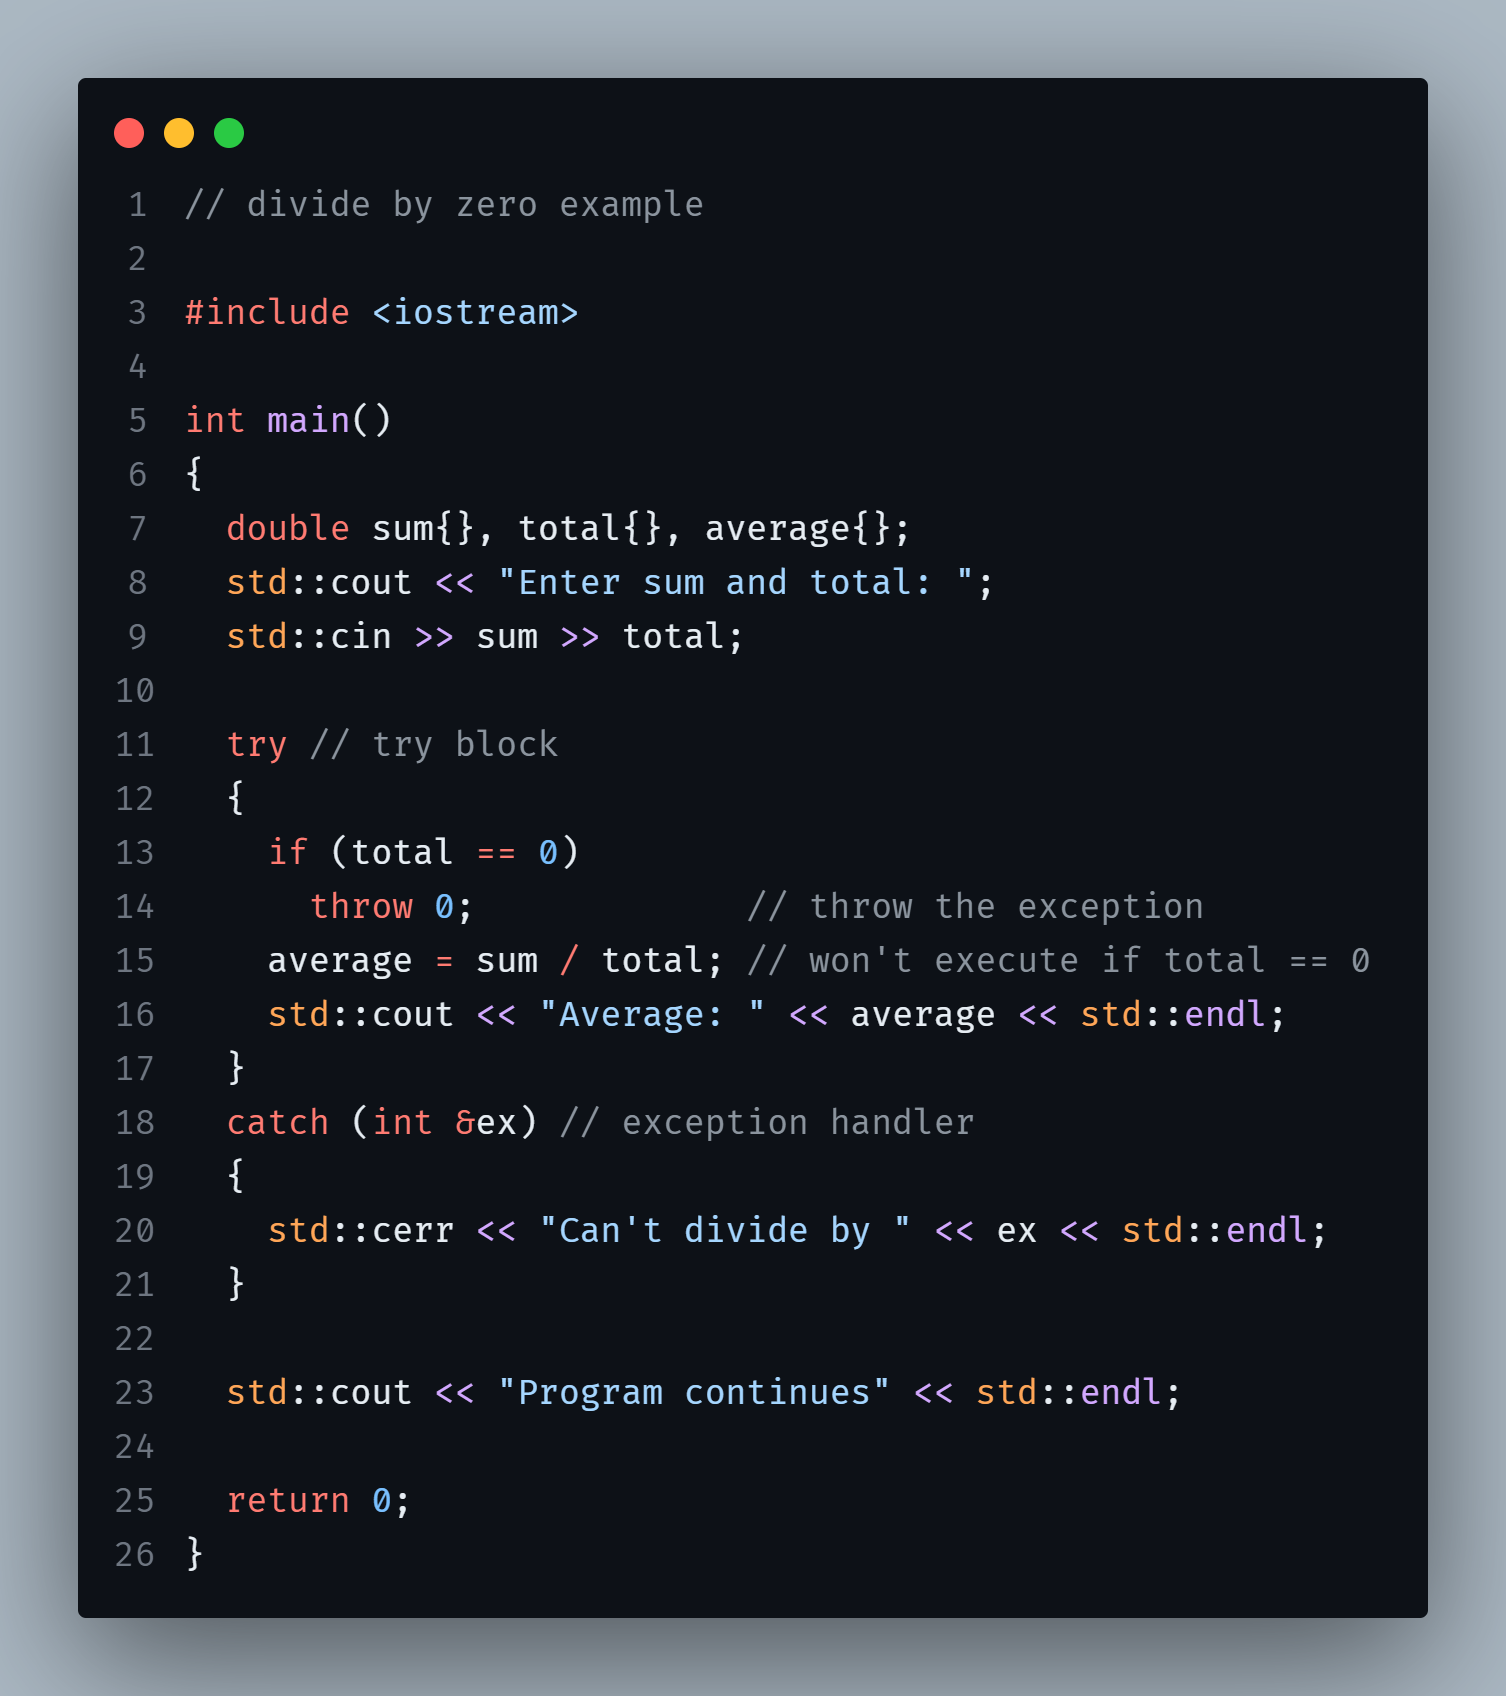 1 // divide by zero example
2
3 #include <iostream>
4
5 int main()
6 {
7   double sum{}, total{}, average{};
8   std::cout << "Enter sum and total: ";
9   std::cin >> sum >> total;
10
11   try // try block
12   {
13     if (total == 0)
14       throw 0;             // throw the exception
15     average = sum / total; // won't execute if total == 0
16     std::cout << "Average: " << average << std::endl;
17   }
18   catch (int &ex) // exception handler
19   {
20     std::cerr << "Can't divide by " << ex << std::endl;
21   }
22
23   std::cout << "Program continues" << std::endl;
24
25   return 0;
26 }